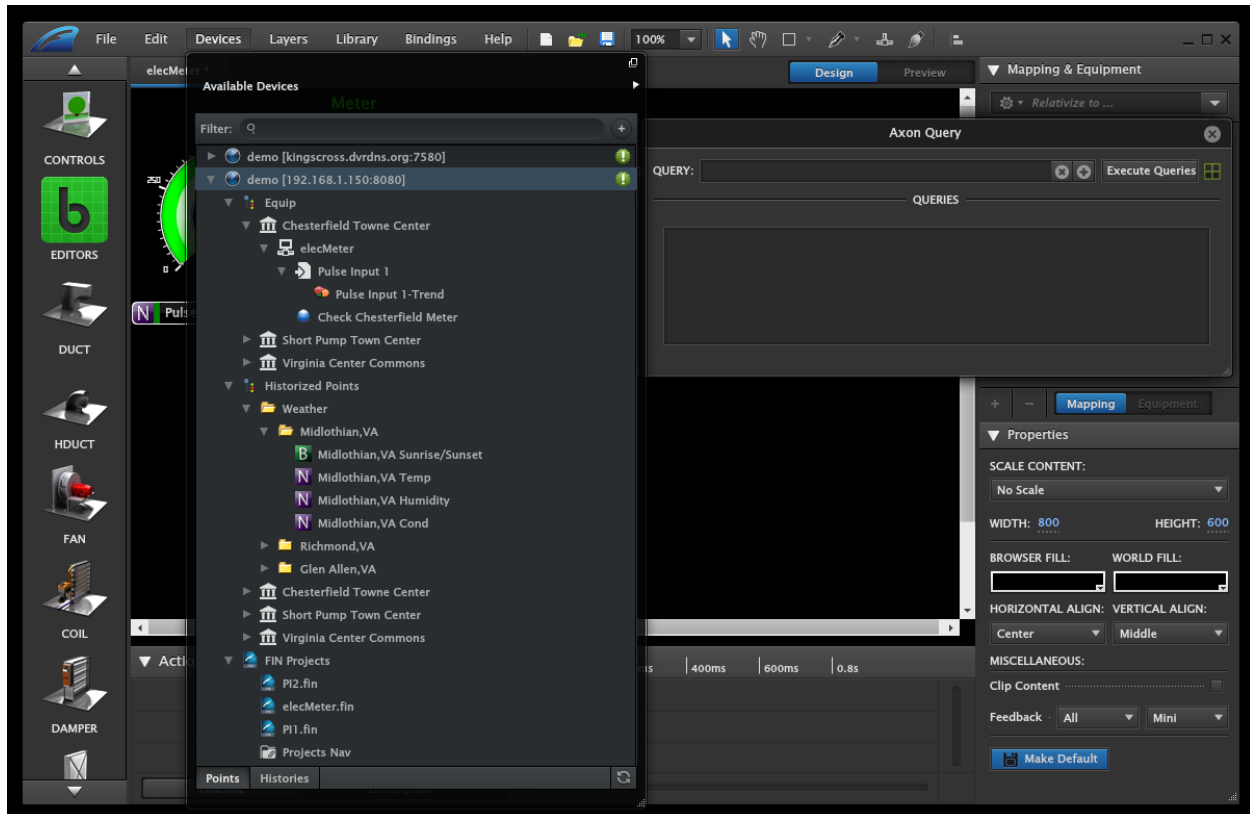 File Edit Devices Layers Library Bindings Help 100%
elecMeter
Design Preview
Mapping & Equipment
Available Devices
Meter
Relativize to ...
Filter:
Axon Query
CONTROLS
demo [kingscross.dvrdns.org:7580]
QUERY:
Execute Queries
250
demo [192.168.1.150:8080]
Equip
QUERIES
Chesterfield Towne Center
elecMeter
EDITORS
0
Pulse Input 1
Pulse Input 1-Trend
N Puls
Check Chesterfield Meter
Short Pump Town Center
DUCT
Virginia Center Commons
Historized Points
Weather
Mapping Equipment
Midlothian,VA
Properties
HDUCT
B Midlothian,VA Sunrise/Sunset
SCALE CONTENT:
N Midlothian,VA Temp
No Scale
N Midlothian,VA Humidity
N Midlothian,VA Cond
WIDTH: 800 HEIGHT: 600
FAN
Richmond,VA
BROWSER FILL: WORLD FILL:
Glen Allen,VA
Chesterfield Towne Center
HORIZONTAL ALIGN: VERTICAL ALIGN:
Short Pump Town Center
COIL
Center Middle
Virginia Center Commons
MISCELLANEOUS:
Actio
FIN Projects
400ms 600ms 0.8s
PI2.fin
Clip Content
elecMeter.fin
Feedback All Mini
DAMPER
PI1.fin
Projects Nav
Make Default
Points Histories